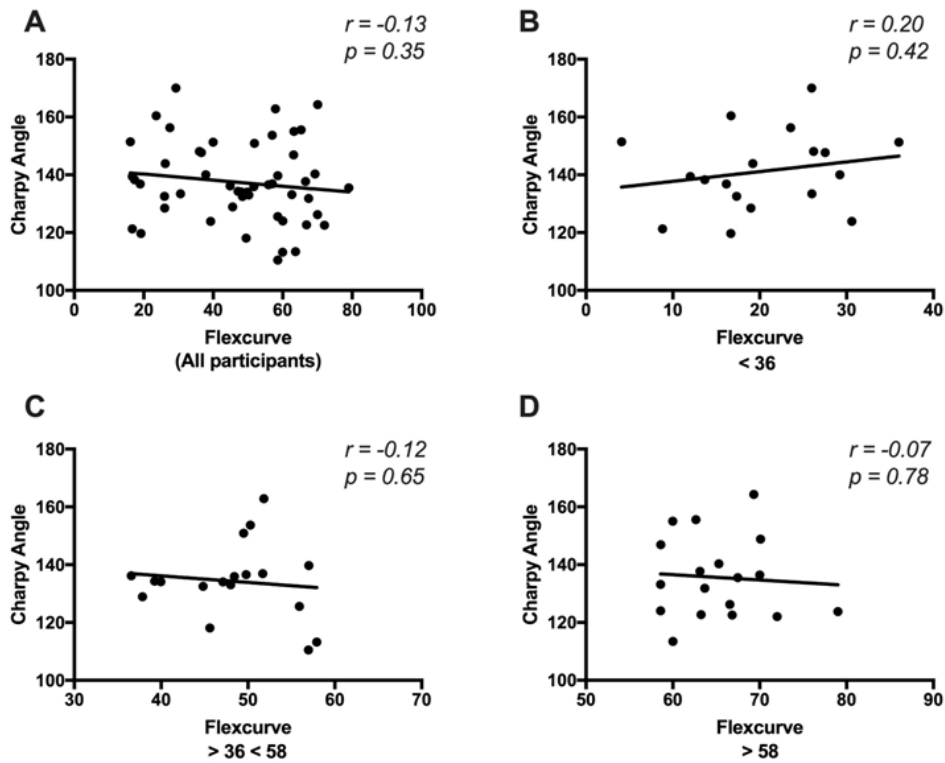 A
r = -0.13
p = 0.35
180
160
140
120
100
Charpy Angle
0 20 40 60 80 100
Flexcurve
(All participants)
B
r = 0.20
p = 0.42
180
160
140
120
100
Charpy Angle
0 10 20 30 40
Flexcurve
< 36
C
r = -0.12
p = 0.65
180
160
140
120
100
Charpy Angle
30 40 50 60 70
Flexcurve
> 36 < 58
D
r = -0.07
p = 0.78
180
160
140
120
100
Charpy Angle
50 60 70 80 90
Flexcurve
> 58